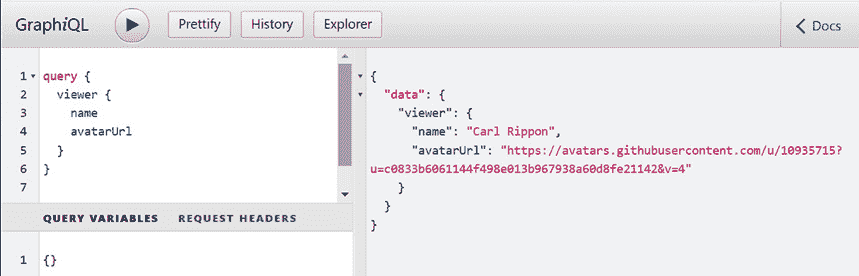 GraphiQL Prettify History Explorer Docs
1 query {
2 viewer {
3 name
4 avatarUrl
5 }
6 }
7
QUERY VARIABLES REQUEST HEADERS
1 {}
{
"data": {
"viewer": {
"name": "Carl Rippon",
"avatarUrl": "https://avatars.githubusercontent.com/u/10935715?
u=c0833b6061144f498e013b967938a60d8fe21142&v=4"
}
}
}